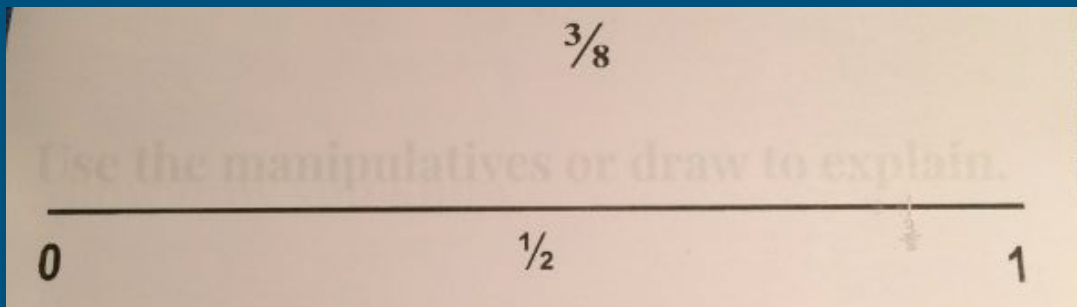 3/8
Use the manipulatives or draw to explain.
0 1/2 1